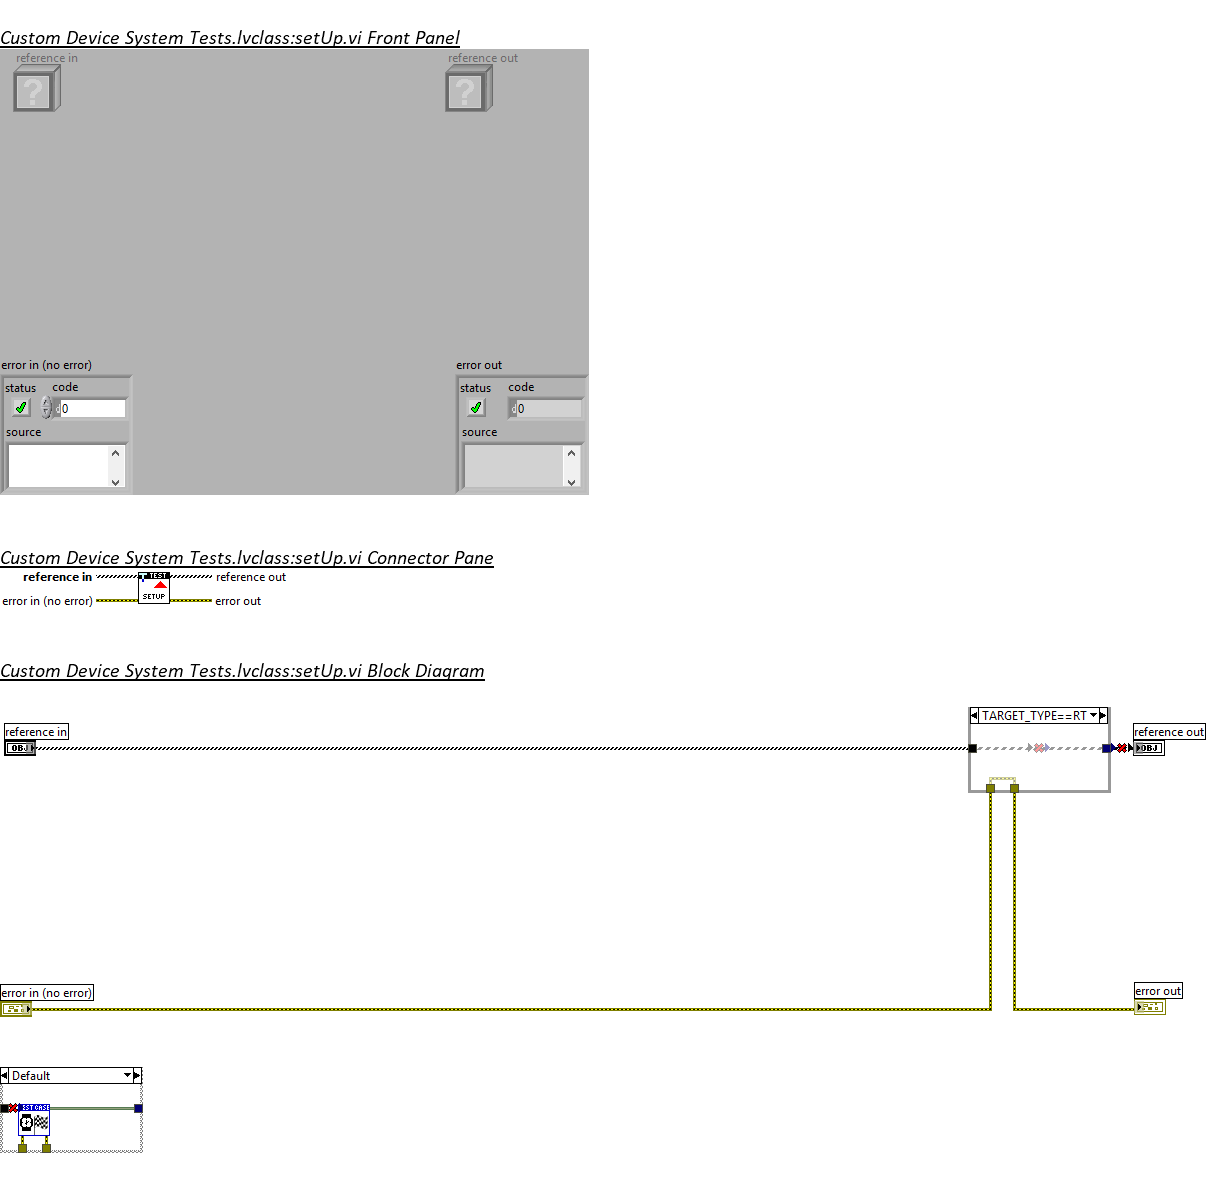 Custom Device System Tests.lvclass:setUp.vi Front Panel
reference in
reference out
?
?
error in (no error)
error out
status code
status code
d 0
d 0
source
source
Custom Device System Tests.lvclass:setUp.vi Connector Pane
reference in
TEST
reference out
error in (no error)
SETUP
error out
Custom Device System Tests.lvclass:setUp.vi Block Diagram
TARGET_TYPE==RT
reference in
reference out
OBJ
OBJ
error in (no error)
error out
Default